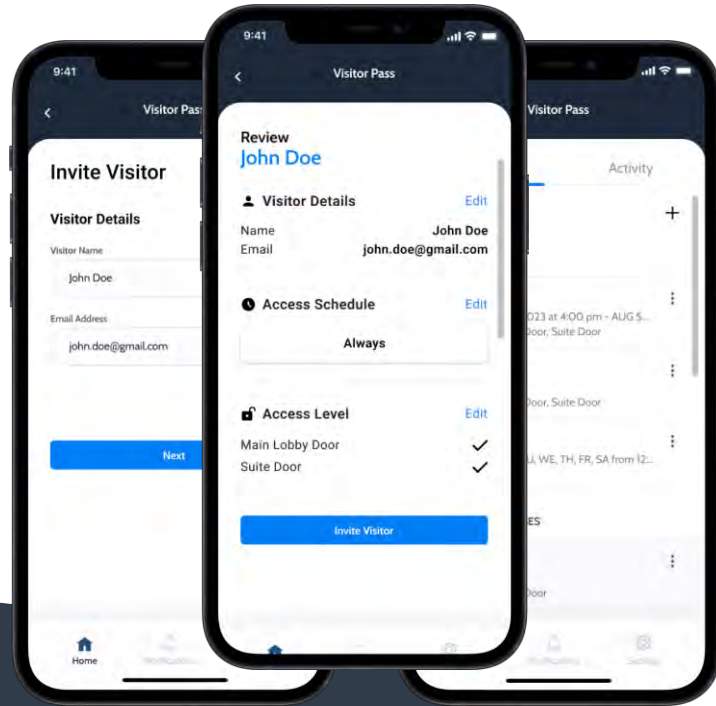 9:41
Visitor Pas
Invite Visitor
Visitor Details
Visitor Name
John Doe
Email Address
john.doe@gmail.com
Next
Home
9:41
Visitor Pass
Review
John Doe
Visitor Details Edit
Name John Doe
Email john.doe@gmail.com
Access Schedule Edit
Always
Access Level Edit
Main Lobby Door
Suite Door
Invite Visitor
Visitor Pass
Activity
+
023 at 4:00 pm - AUG 5...
Door, Suite Door
Door, Suite Door
U, WE, TH, FR, SA from 12:...
ES
Door
Settings